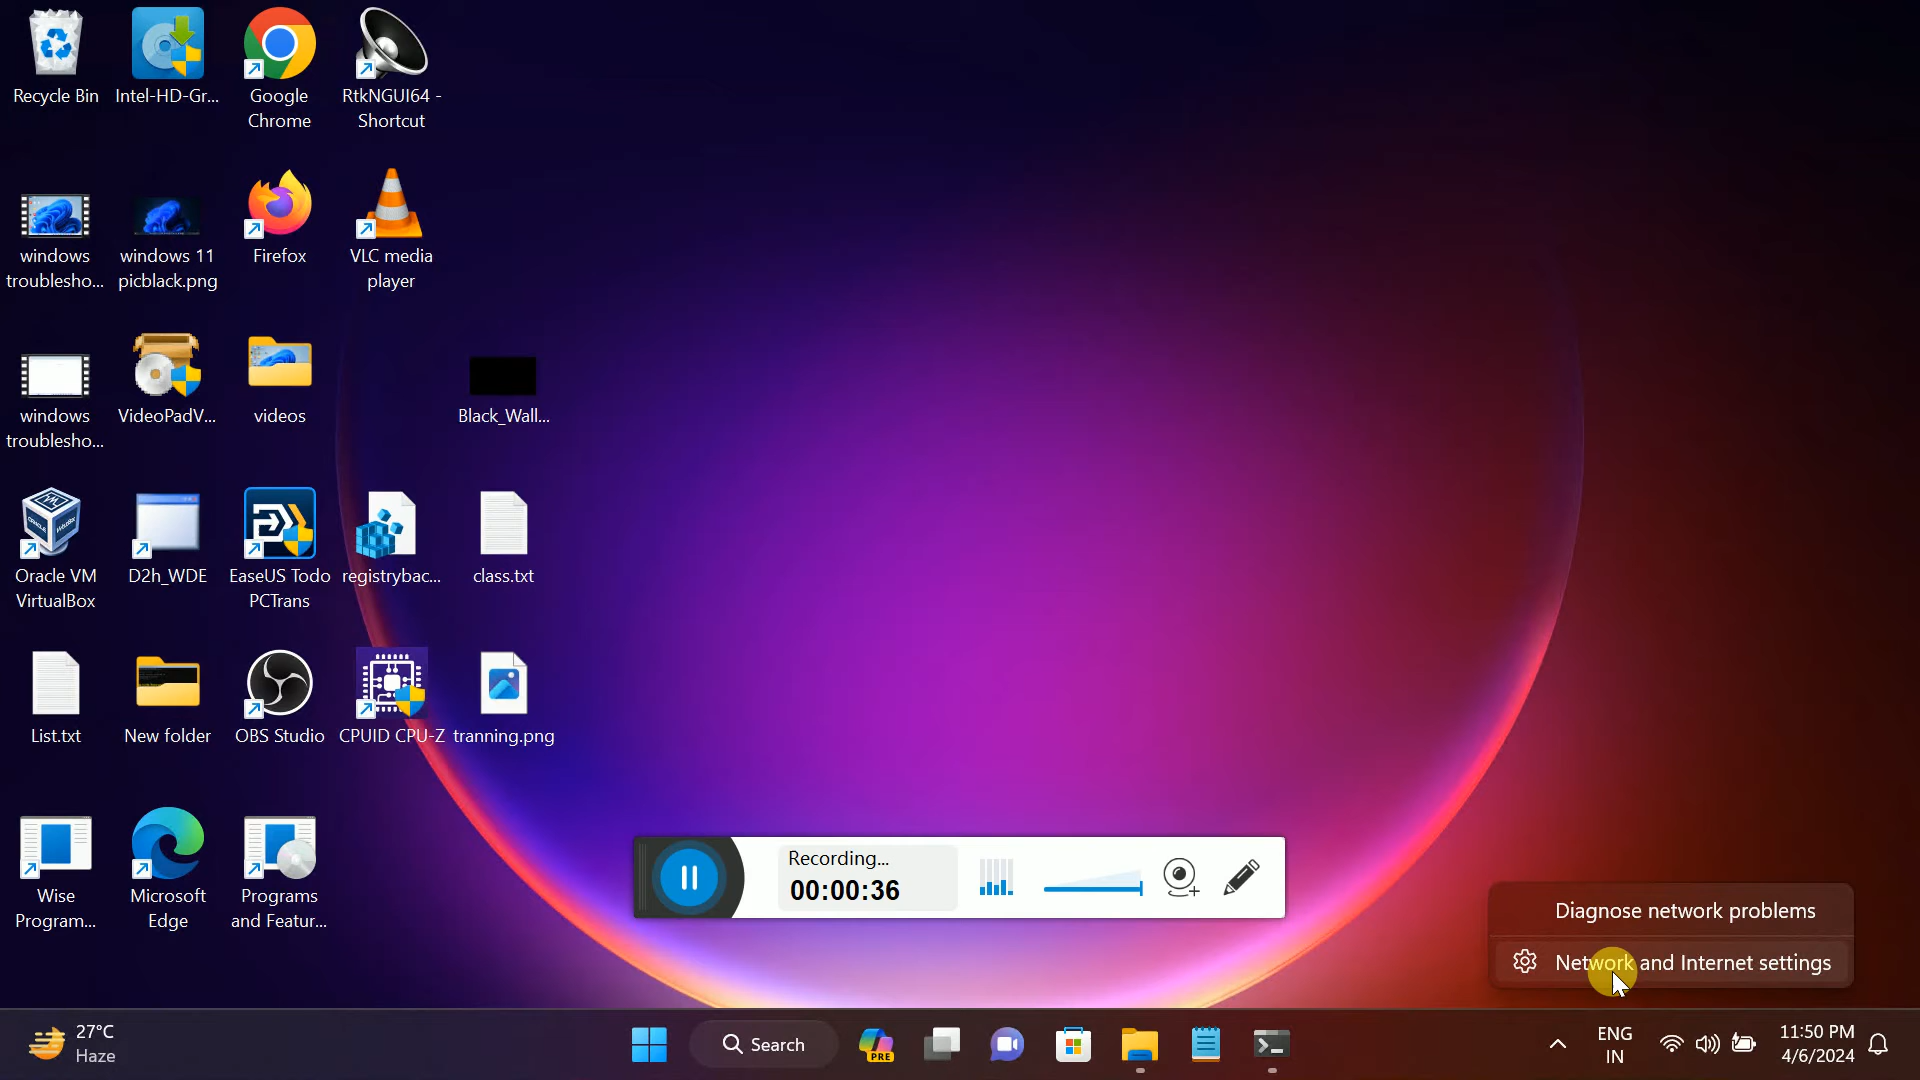 Recycle Bin
Intel-HD-Gr...
Google
Chrome
RtkNGUI64 -
Shortcut
windows
troublesho...
windows 11
picblack.png
Firefox
VLC media
player
windows
troublesho...
VideoPadV...
videos
Black_Wall...
Oracle VM
VirtualBox
D2h_WDE
EaseUS Todo
PCTrans
registrybac...
class.txt
List.txt
New folder
OBS Studio
CPUID CPU-Z
tranning.png
Wise
Program...
Microsoft
Edge
Programs
and Featur...
Recording...
00:00:36
Diagnose network problems
Network and Internet settings
27°C
Haze
Search
PRE
ENG
IN
11:50 PM
4/6/2024